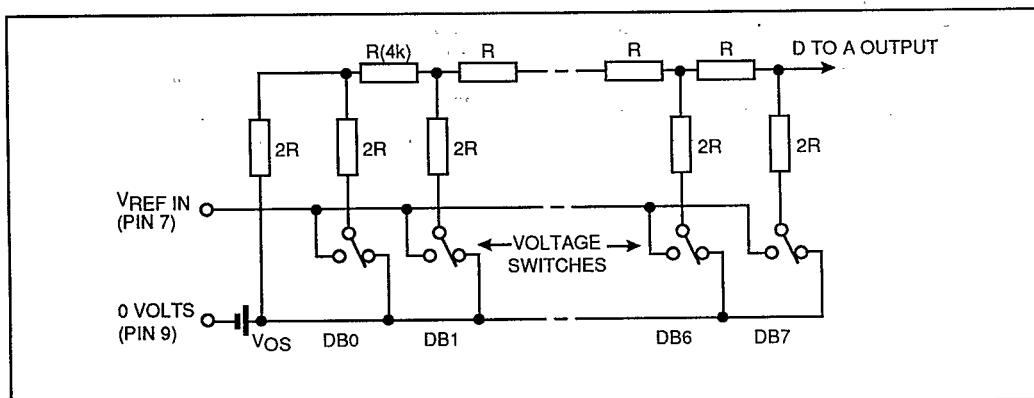 R(4k) R R R D TO A OUTPUT
2R 2R 2R 2R 2R
VREF IN
(PIN 7)
VOLTAGE
SWITCHES
0 VOLTS
(PIN 9)
VOS DB0 DB1 DB6 DB7